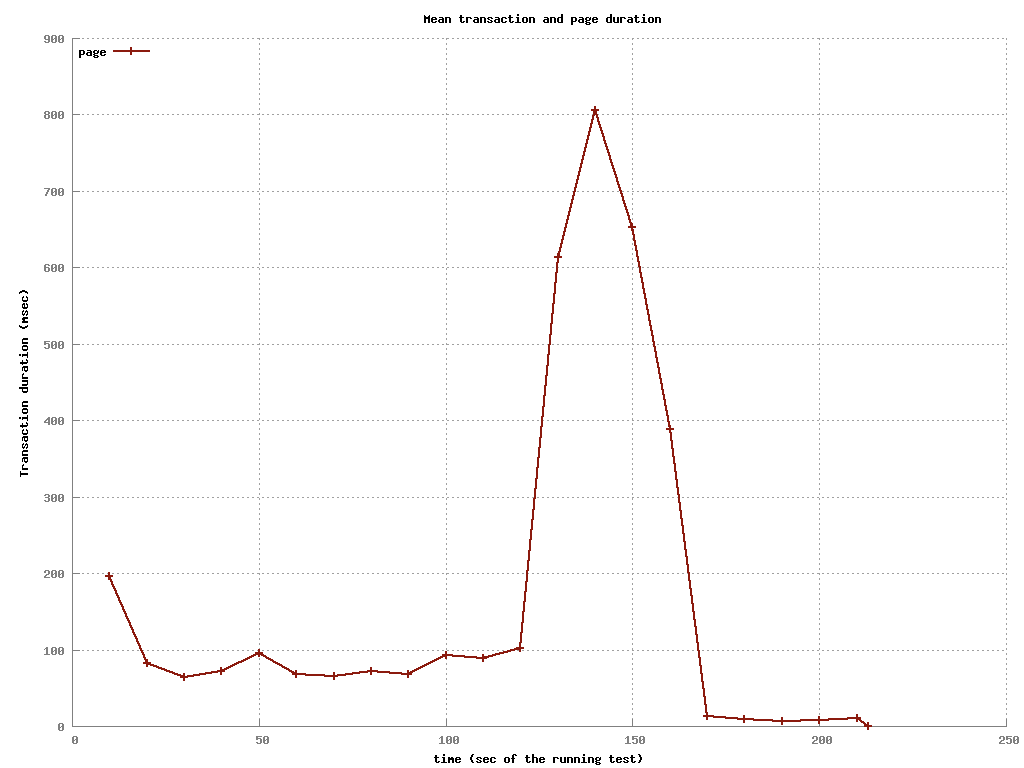 Mean transaction and page duration
page
900
800
700
600
500
400
300
200
100
0
Transaction duration (msec)
0 50 100 150 200 250
time (sec of the running test)